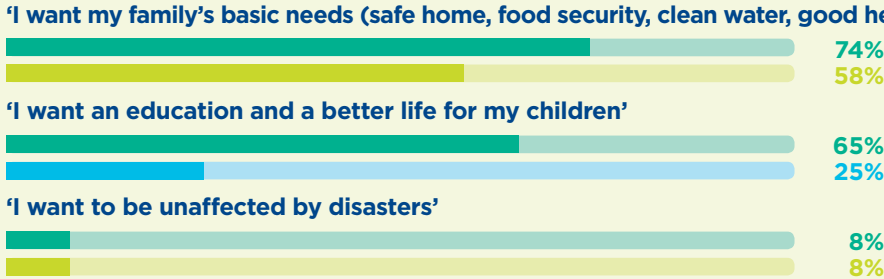 ‘I want my family’s basic needs (safe home, food security, clean water, good
74%
58%
‘I want an education and a better life for my children’
65%
25%
‘I want to be unaffected by disasters’
8%
8%